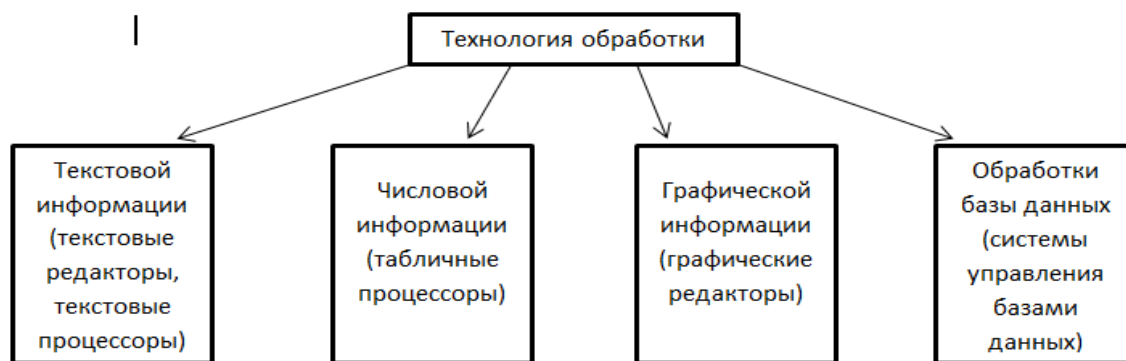 Технология обработки
Текстовой
информации
(текстовые
редакторы,
текстовые
процессоры)
Числовой
информации
(табличные
процессоры)
Графической
информации
(графические
редакторы)
Обработки
базы данных
(системы
управления
базами
данных)